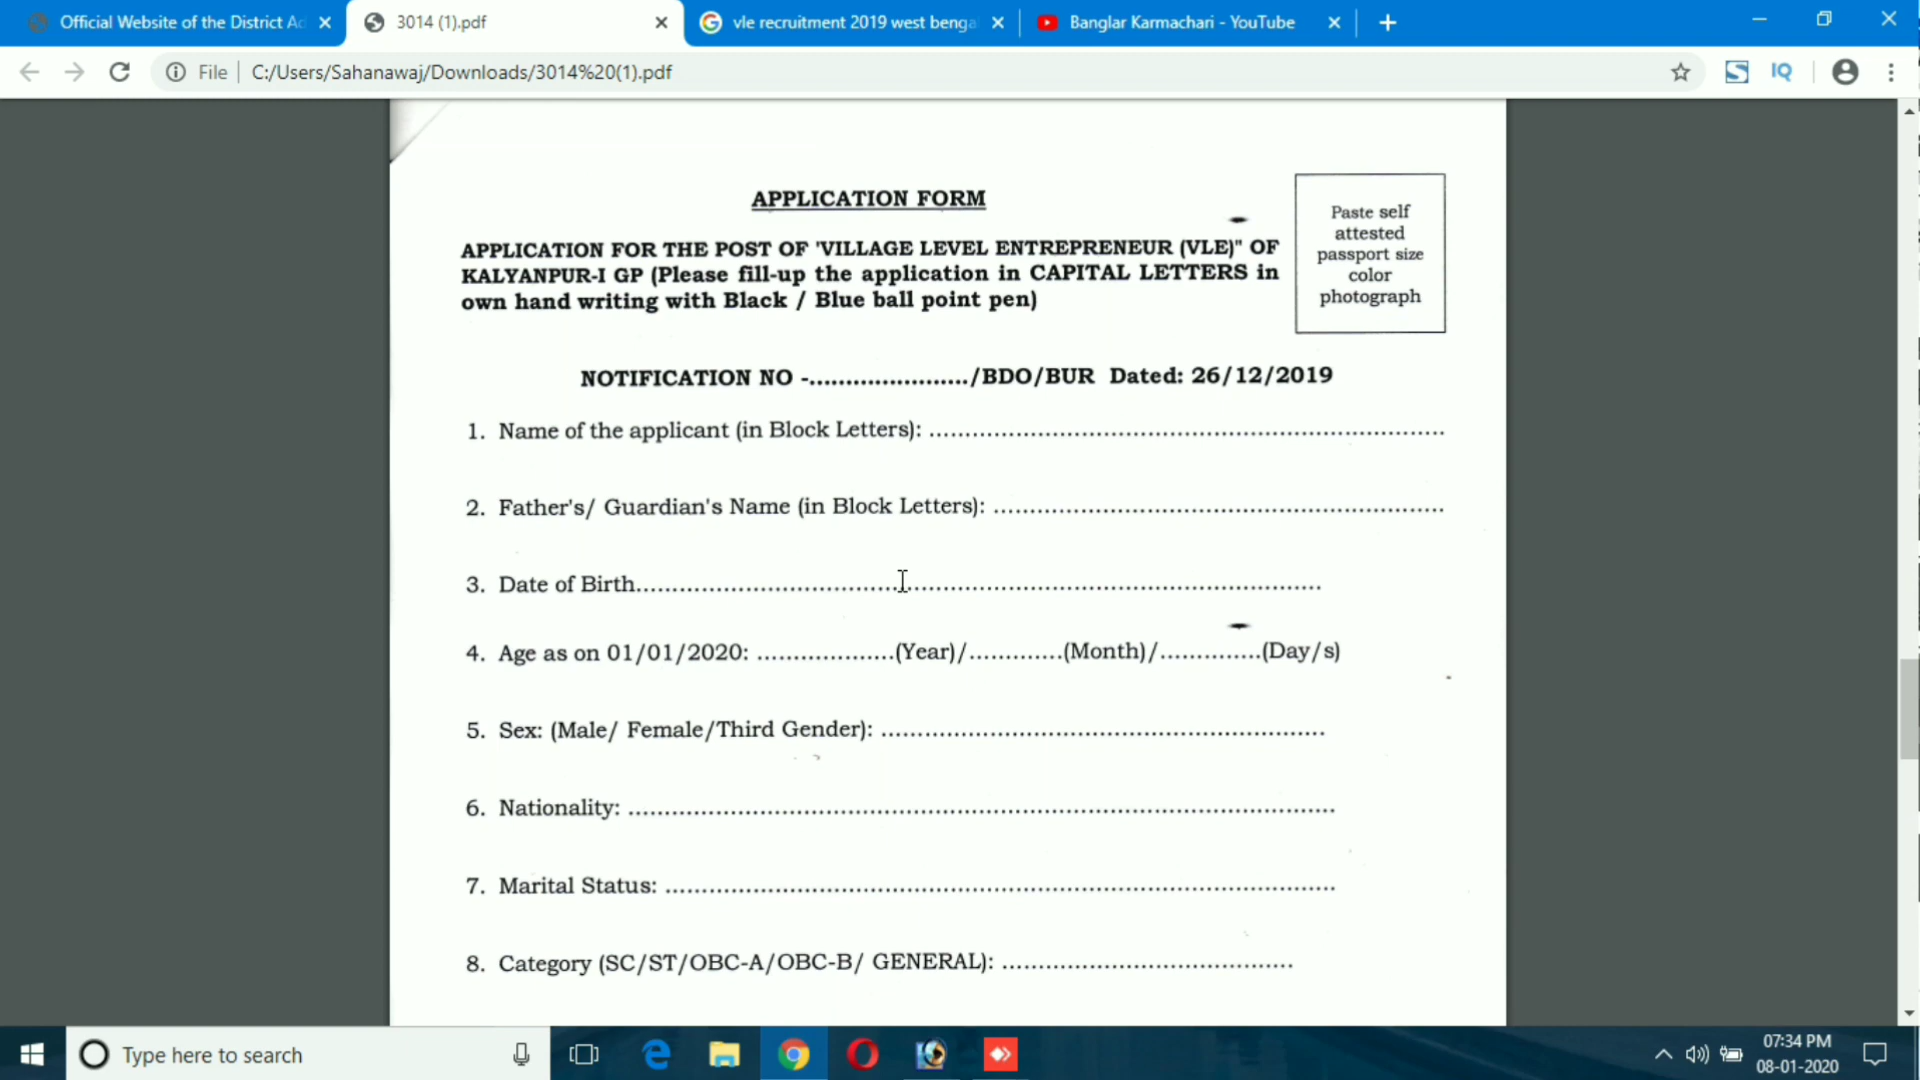 Official Website of the District Ad
3014 (1).pdf
vle recruitment 2019 west benga
Banglar Karmachari - YouTube
File
C:/Users/Sahanawaj/Downloads/3014%20(1).pdf
IQ
APPLICATION FORM
APPLICATION FOR THE POST OF 'VILLAGE LEVEL ENTREPRENEUR (VLE)" OF
KALYANPUR-I GP (Please fill-up the application in CAPITAL LETTERS in
own hand writing with Black / Blue ball point pen)
Paste self
attested
passport size
color
photograph
NOTIFICATION NO -....................../BDO/BUR Dated: 26/12/2019
1. Name of the applicant (in Block Letters): ......................................................................
2. Father's/ Guardian's Name (in Block Letters): .............................................................
3. Date of Birth.............................................................................................
4. Age as on 01/01/2020: ...................(Year)/.............(Month)/..............(Day/s)
5. Sex: (Male/ Female/Third Gender): ............................................................
6. Nationality: ................................................................................................
7. Marital Status: ...........................................................................................
8. Category (SC/ST/OBC-A/OBC-B/ GENERAL): .......................................
Type here to search
07:34 PM
08-01-2020